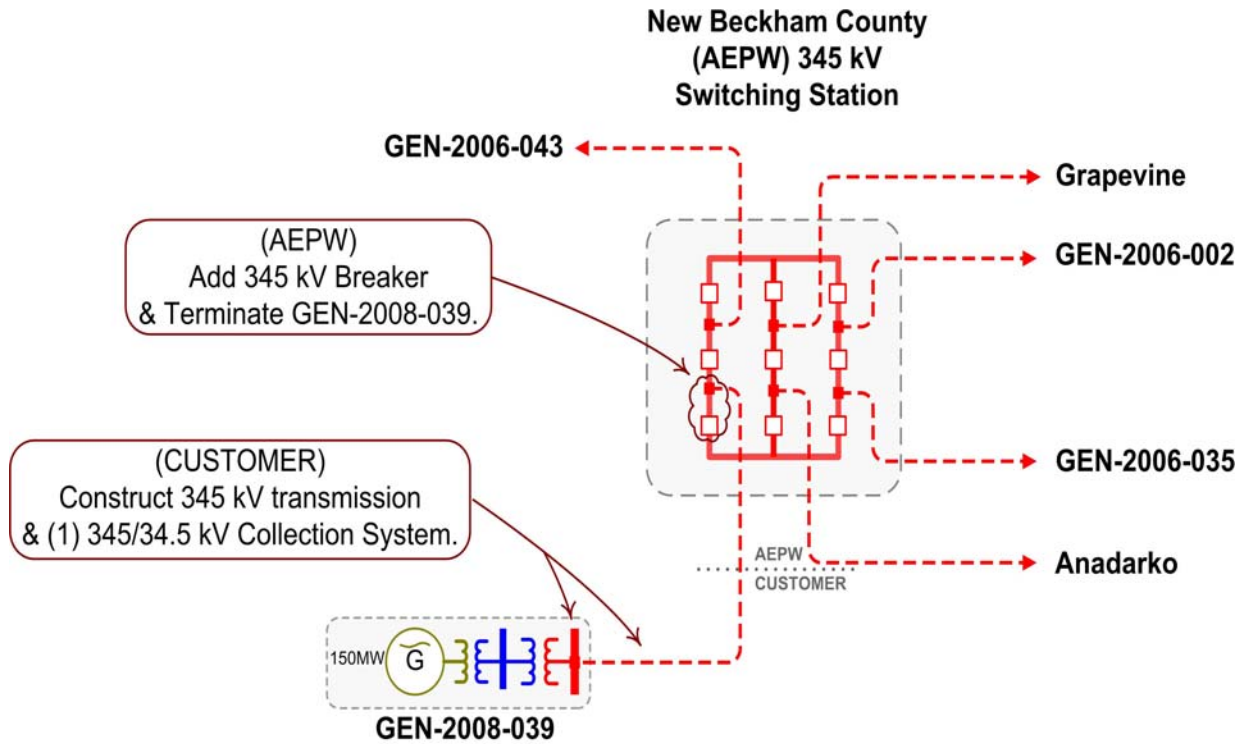 New Beckham County
(AEPW) 345 kV
Switching Station
GEN-2006-043
Grapevine
(AEPW)
Add 345 kV Breaker
& Terminate GEN-2008-039.
GEN-2006-002
(CUSTOMER)
Construct 345 kV transmission
& (1) 345/34.5 kV Collection System.
GEN-2006-035
AEPW
CUSTOMER
Anadarko
150MW
G
GEN-2008-039